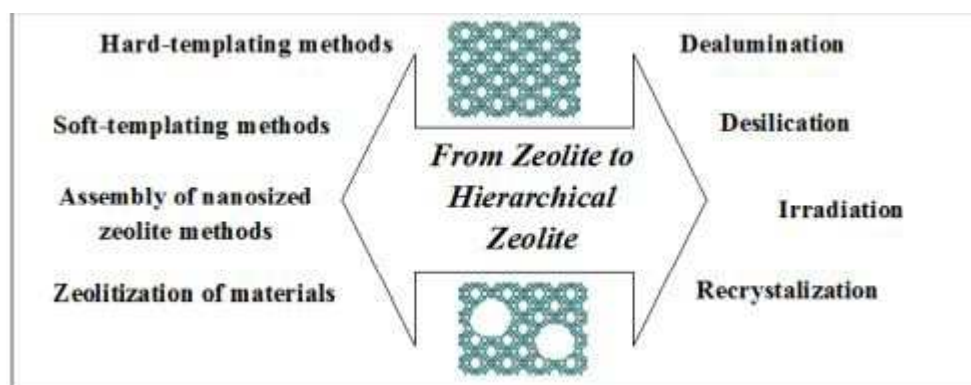 Hard-templating methods
Soft-templating methods
Assembly of nanosized
zeolite methods
Zeolitization of materials
From Zeolite to
Hierarchical
Zeolite
Dealumination
Desilication
Irradiation
Recrystalization